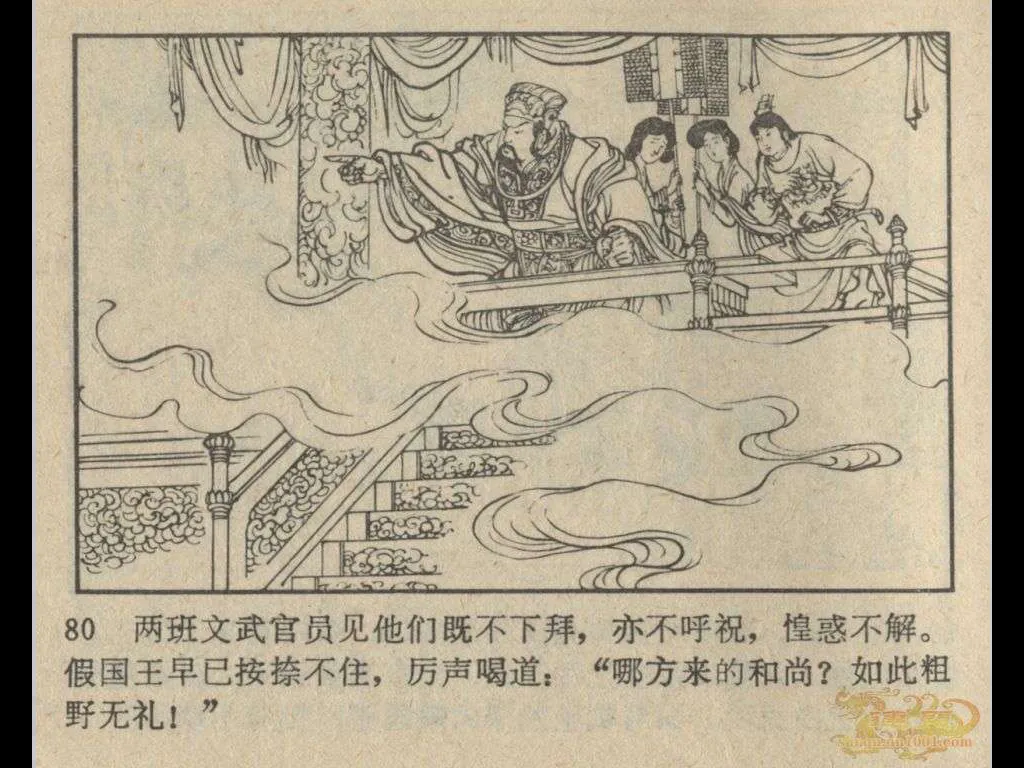 80 两班文武官员见他们既不下拜，亦不呼祝，惶惑不解。
假国王早已按捺不住，厉声喝道：“哪方来的和尚？如此粗
野无礼！”